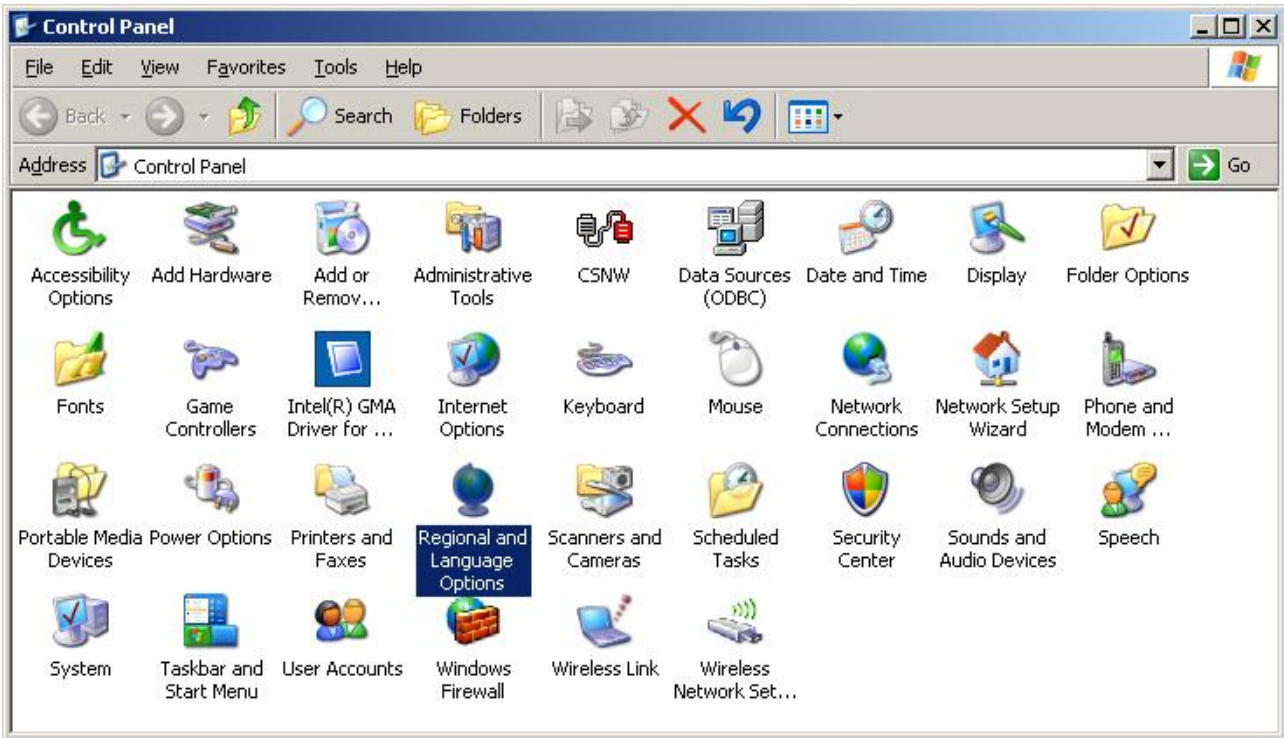 Control Panel
File Edit View Favorites Tools Help
Back Search Folders
Address Control Panel Go
Accessibility Add Hardware Add or Administrative CSNW Data Sources Date and Time Display Folder Options
Options Remov... Tools (ODBC)
Fonts Game Intel(R) GMA Internet Keyboard Mouse Network Network Setup Phone and
Controllers Driver for ... Options Connections Wizard Modem ...
Portable Media Power Options Printers and Regional and Scanners and Scheduled Security Sounds and Speech
Devices Faxes Language Cameras Tasks Center Audio Devices
Options
System Taskbar and User Accounts Windows Wireless Link Wireless
Start Menu Firewall Network Set...